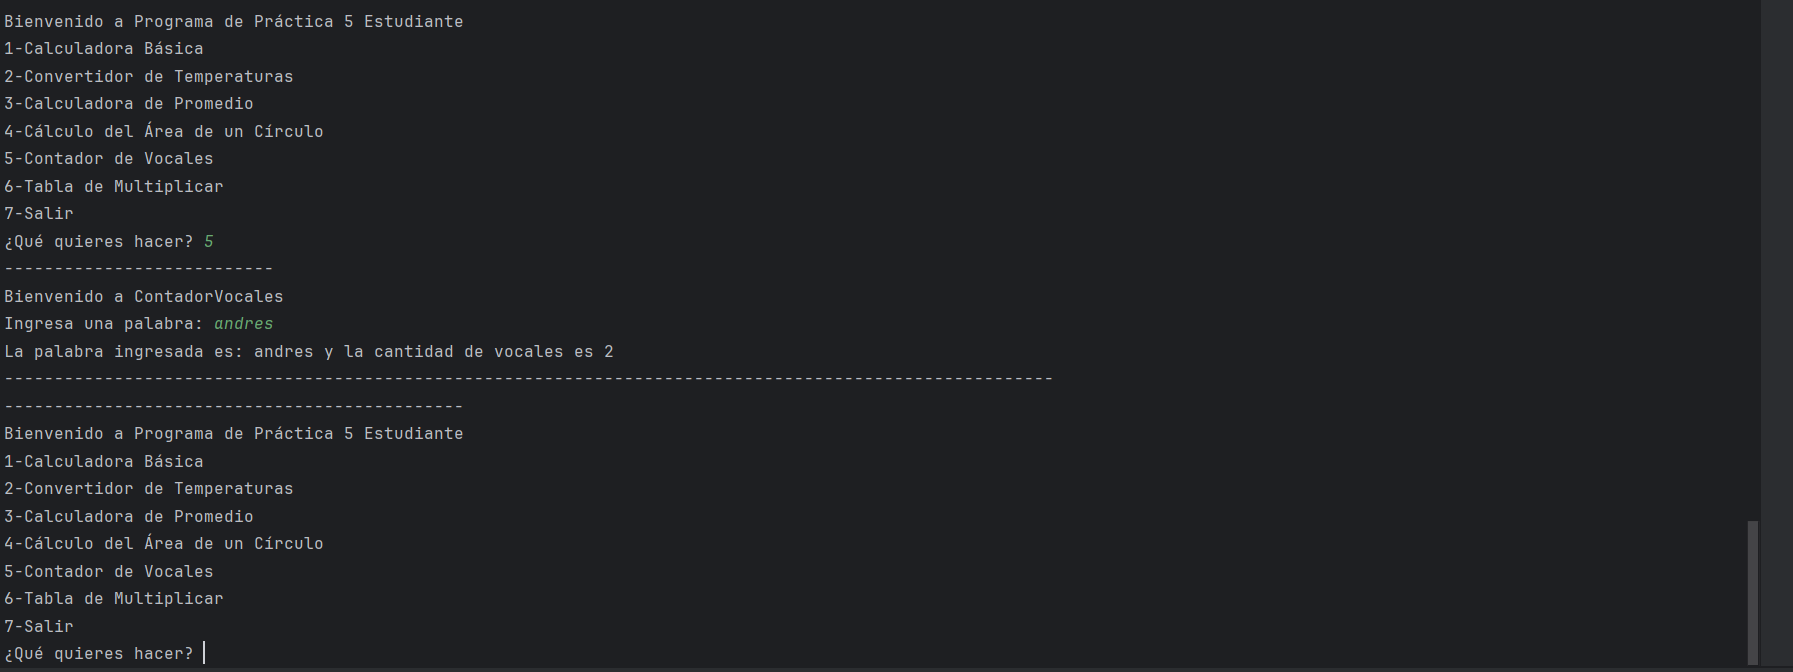 Bienvenido a Programa de Práctica 5 Estudiante
1-Calculadora Básica
2-Convertidor de Temperaturas
3-Calculadora de Promedio
4-Cálculo del Área de un Círculo
5-Contador de Vocales
6-Tabla de Multiplicar
7-Salir
¿Qué quieres hacer? 5
---------------------------
Bienvenido a ContadorVocales
Ingresa una palabra: andres
La palabra ingresada es: andres y la cantidad de vocales es 2
---------------------------------------------------------------------------------------------------------
----------------------------------------------
Bienvenido a Programa de Práctica 5 Estudiante
1-Calculadora Básica
2-Convertidor de Temperaturas
3-Calculadora de Promedio
4-Cálculo del Área de un Círculo
5-Contador de Vocales
6-Tabla de Multiplicar
7-Salir
¿Qué quieres hacer?